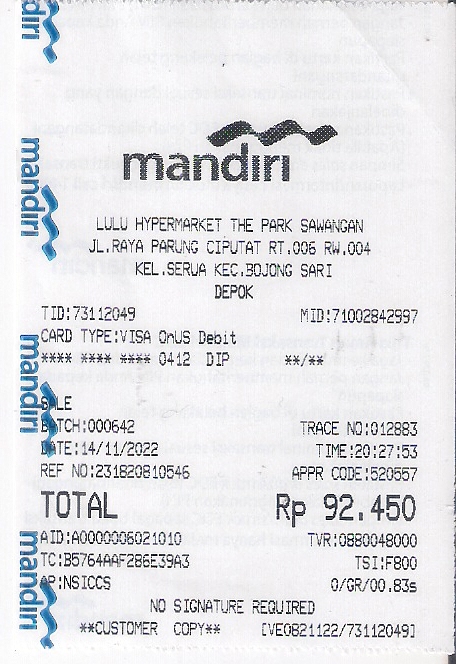 mandiri
LULU HYPERMARKET THE PARK SAWANGAN
JL.RAYA PARUNG CIPUTAT RT.006 RW.004
KEL.SERUA KEC.BOJONG SARI
DEPOK
TID:73112049 MID:71002842997
CARD TYPE:VISA OnUS Debit
**** **** **** 0412 DIP **/**
SALE
BATCH:000642 TRACE NO:012883
DATE:14/11/2022 TIME:20:27:53
REF NO:231820810546 APPR CODE:520557
TOTAL Rp 92.450
AID:A0000006021010 TVR:0880048000
TC:B5764AAF286E39A3 TSI:F800
AP:NSICCS 0/GR/00.83s
NO SIGNATURE REQUIRED
**CUSTOMER COPY** [VE0821122/73112049]
mandiri
mandiri
mandiri
mandiri